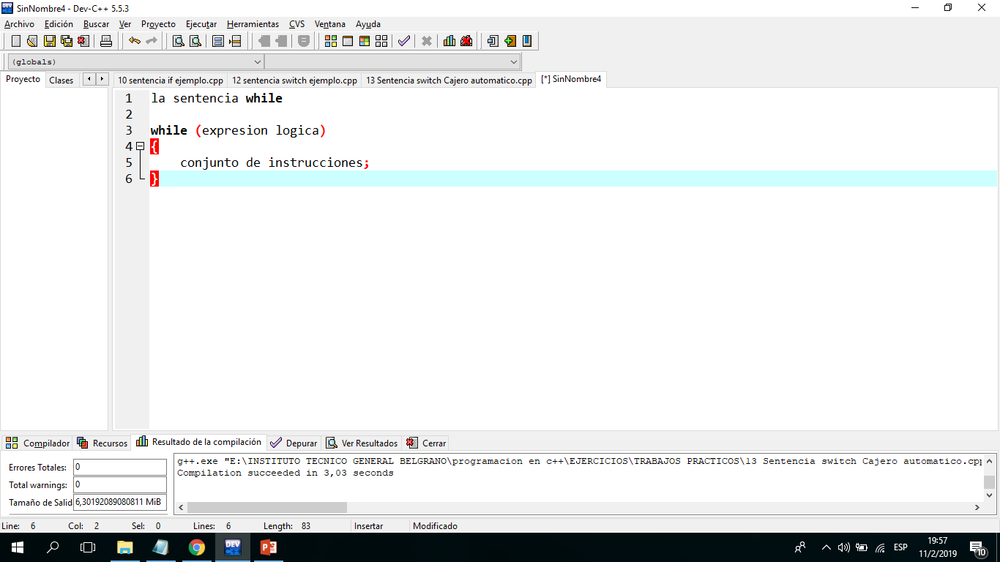 SinNombre4 - Dev-C++ 5.5.3
Archivo Edición Buscar Ver Proyecto Ejecutar Herramientas CVS Ventana Ayuda
(globals)
Proyecto Clases 10 sentencia if ejemplo.cpp 12 sentencia switch ejemplo.cpp 13 Sentencia switch Cajero automatico.cpp [*] SinNombre4
1 la sentencia while
2
3 while (expresion logica)
4 {
5 conjunto de instrucciones;
6 }
Compilador Recursos Resultado de la compilación Depurar Ver Resultados Cerrar
Errores Totales: 0
Total warnings: 0
Tamaño de Salid 6,30192089080811 MiB
g++.exe "E:\INSTITUTO TECNICO GENERAL BELGRANO\programacion en c++\EJERCICIOS\TRABAJOS PRACTICOS\13 Sentencia switch Cajero automatico.cpp
Compilation succeeded in 3,03 seconds
Line: 6 Col: 2 Sel: 0 Lines: 6 Length: 83 Insertar Modificado
DEV C++ ESP 19:57
11/2/2019 10